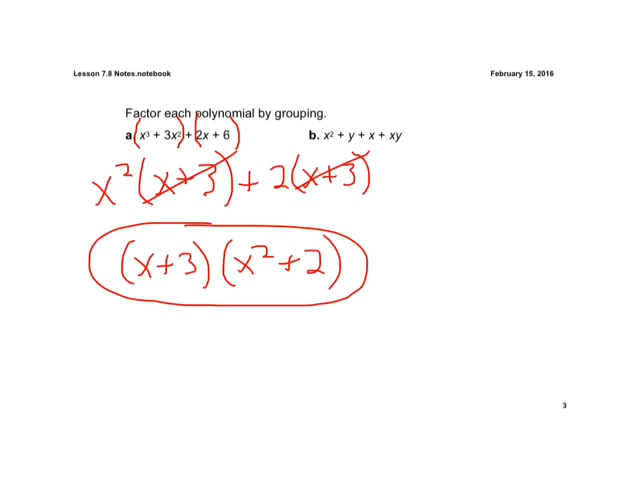 Lesson 7.8 Notes.notebook February 15, 2016
Factor each polynomial by grouping.
a (x³ + 3x²) + (2x + 6) b. x² + y + x + xy
x²(x+3) + 2(x+3)
(x+3)(x²+2)
3